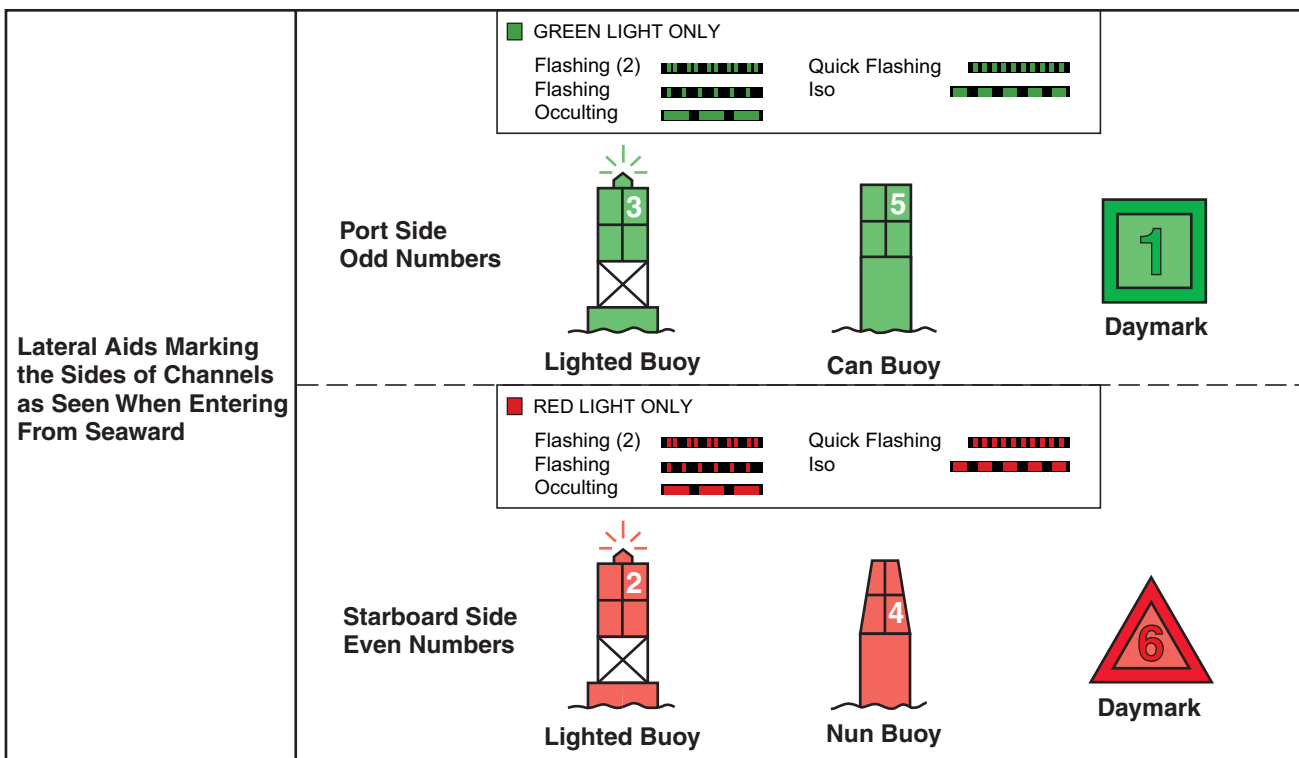 Lateral Aids Marking
the Sides of Channels
as Seen When Entering
From Seaward
GREEN LIGHT ONLY
Flashing (2)
Flashing
Occulting
Quick Flashing
Iso
Port Side
Odd Numbers
3
Lighted Buoy
5
Can Buoy
1
Daymark
RED LIGHT ONLY
Flashing (2)
Flashing
Occulting
Quick Flashing
Iso
Starboard Side
Even Numbers
2
Lighted Buoy
4
Nun Buoy
6
Daymark